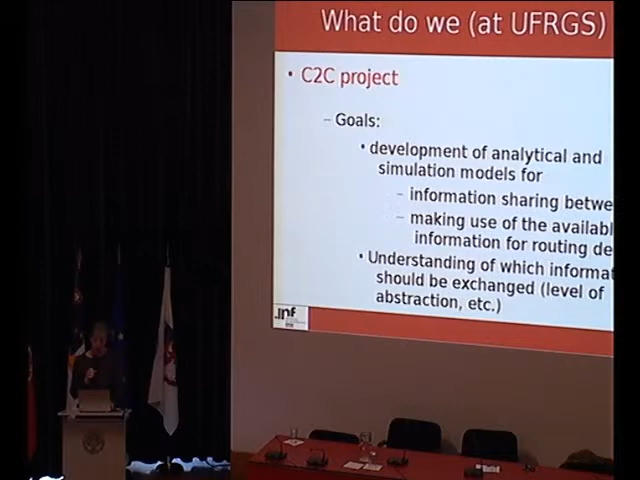 What do we (at UFRGS)
• C2C project
– Goals:
• development of analytical and
simulation models for
– information sharing betwe
– making use of the availabl
information for routing de
• Understanding of which informat
should be exchanged (level of
abstraction, etc.)
.inf